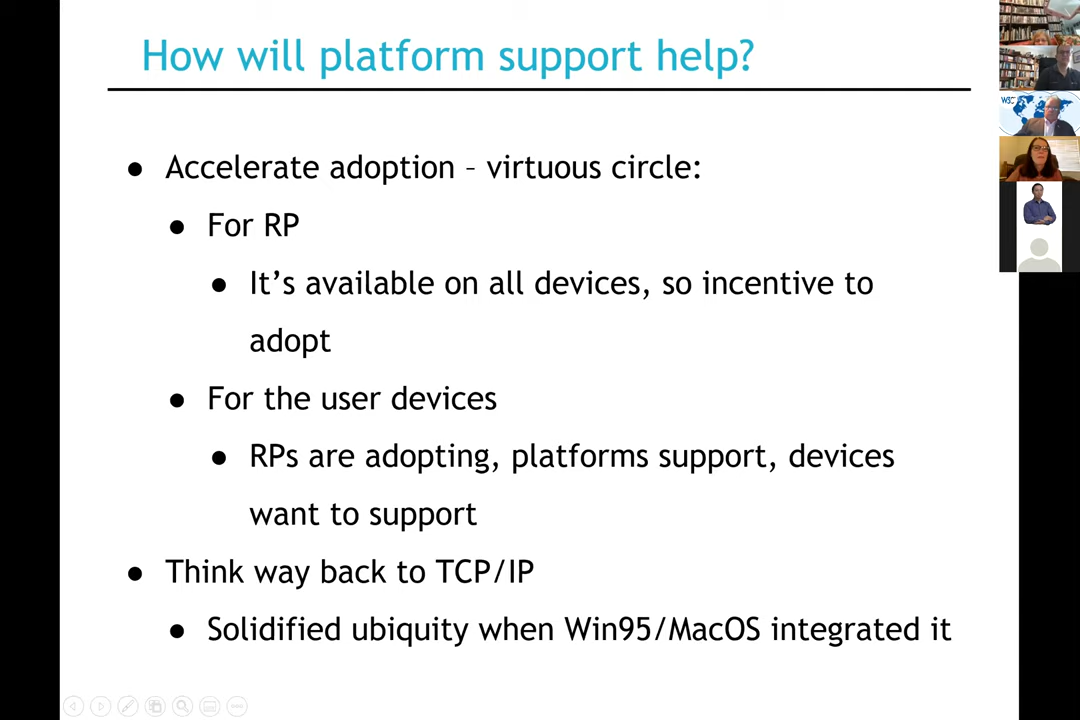 How will platform support help?
● Accelerate adoption – virtuous circle:
● For RP
● It’s available on all devices, so incentive to
adopt
● For the user devices
● RPs are adopting, platforms support, devices
want to support
● Think way back to TCP/IP
● Solidified ubiquity when Win95/MacOS integrated it
W3C